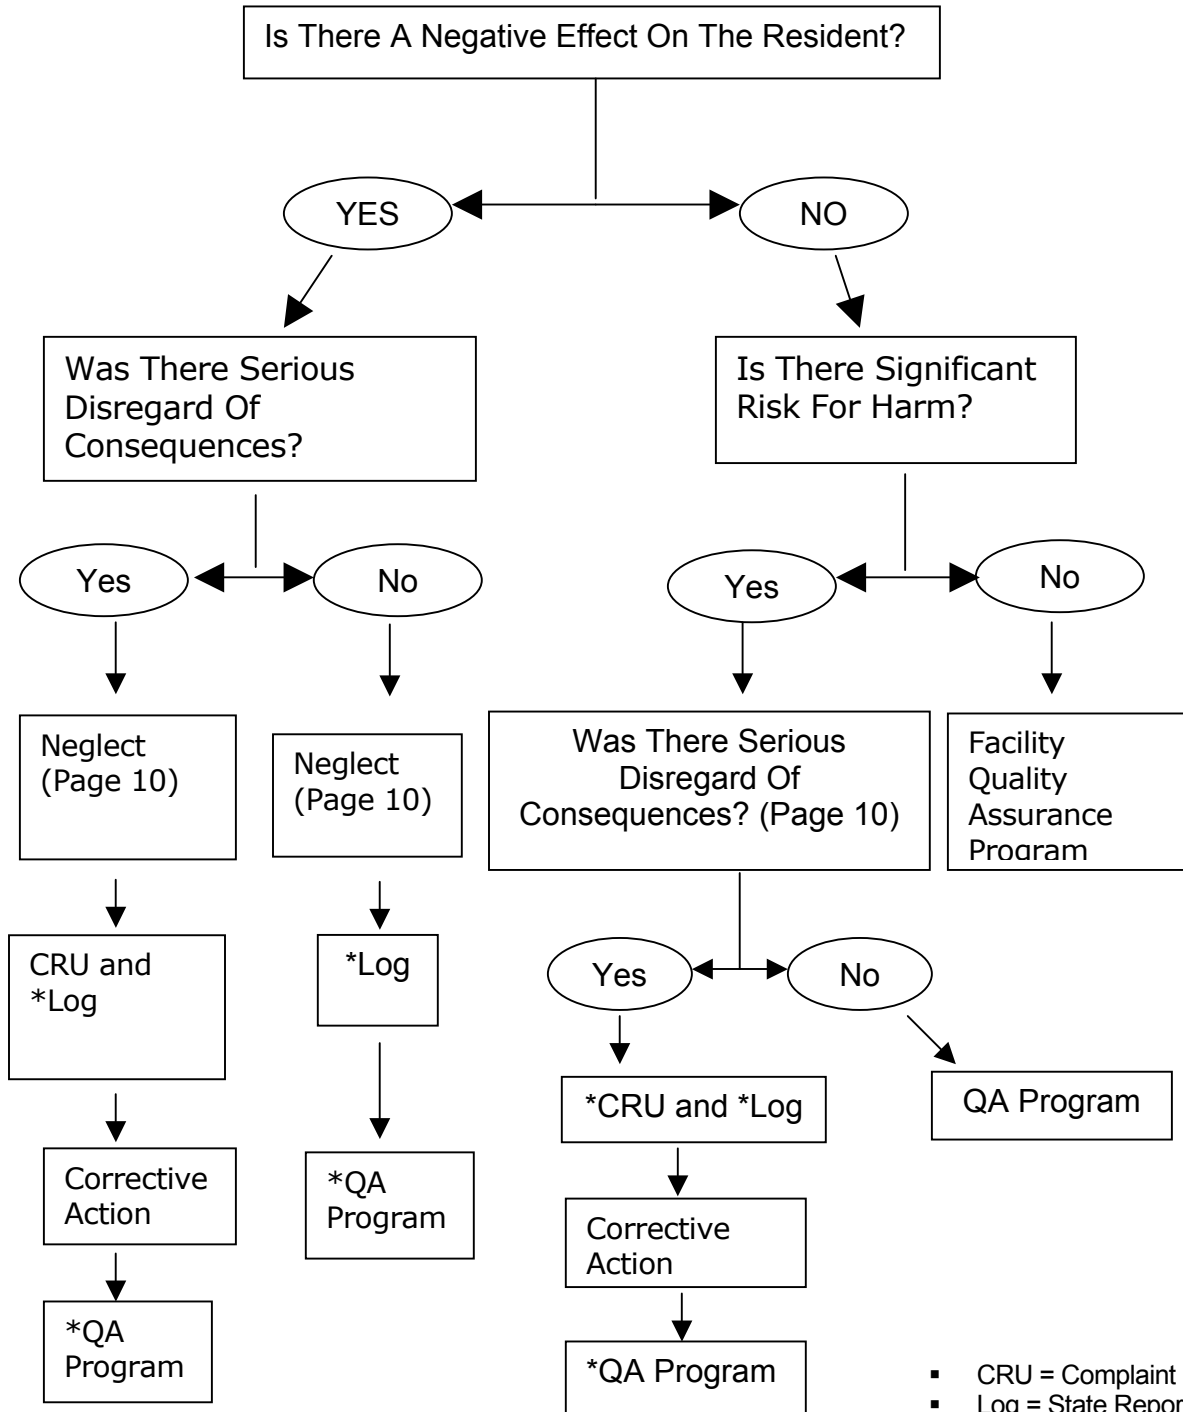 Is There A Negative Effect On The Resident?
YES
NO
Was There Serious
Disregard Of
Consequences?
Is There Significant
Risk For Harm?
Yes
No
Yes
No
Neglect
(Page 10)
Neglect
(Page 10)
Was There Serious
Disregard Of
Consequences? (Page 10)
Facility
Quality
Assurance
Program
CRU and
*Log
*Log
Yes
No
*CRU and *Log
QA Program
Corrective
Action
*QA
Program
Corrective
Action
*QA
Program
*QA Program
▪ CRU = Complaint
▪ Log = State Repor